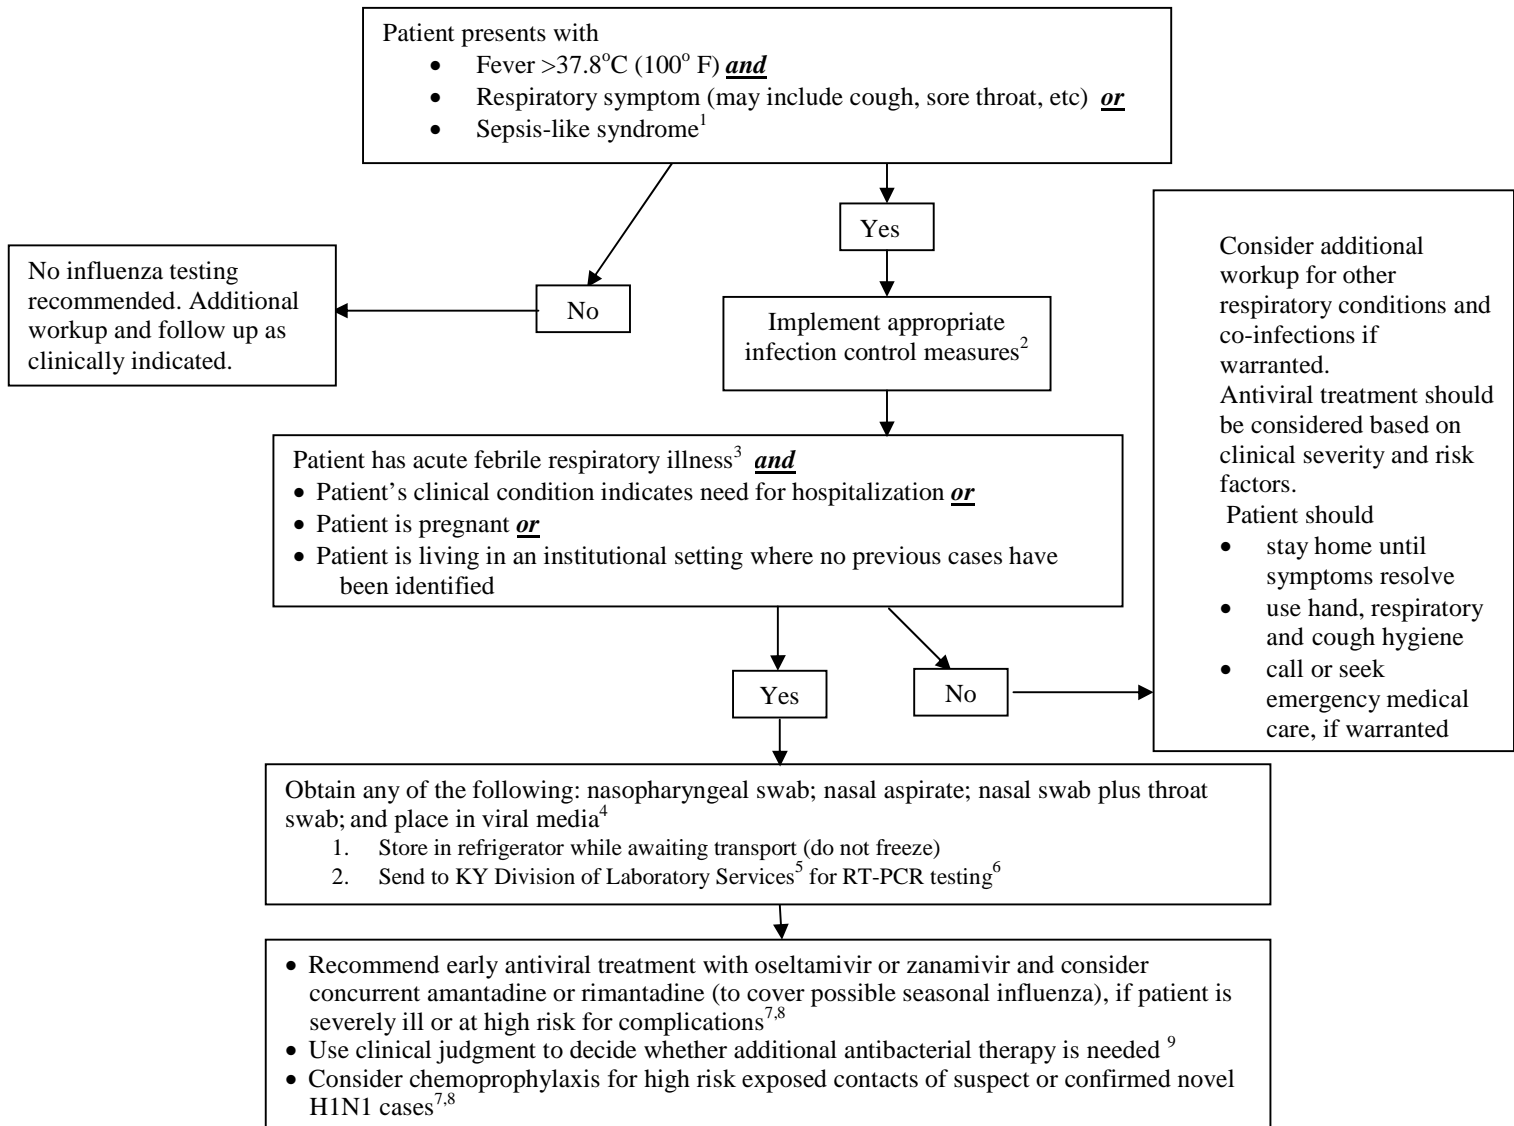 Patient presents with
• Fever >37.8°C (100° F) and
• Respiratory symptom (may include cough, sore throat, etc) or
• Sepsis-like syndrome1
Yes
No
No influenza testing
recommended. Additional
workup and follow up as
clinically indicated.
Implement appropriate
infection control measures2
Patient has acute febrile respiratory illness3 and
• Patient’s clinical condition indicates need for hospitalization or
• Patient is pregnant or
• Patient is living in an institutional setting where no previous cases have
been identified
Yes
No
Consider additional
workup for other
respiratory conditions and
co-infections if
warranted.
Antiviral treatment should
be considered based on
clinical severity and risk
factors.
Patient should
• stay home until
symptoms resolve
• use hand, respiratory
and cough hygiene
• call or seek
emergency medical
care, if warranted
Obtain any of the following: nasopharyngeal swab; nasal aspirate; nasal swab plus throat
swab; and place in viral media4
1. Store in refrigerator while awaiting transport (do not freeze)
2. Send to KY Division of Laboratory Services5 for RT-PCR testing6
• Recommend early antiviral treatment with oseltamivir or zanamivir and consider
concurrent amantadine or rimantadine (to cover possible seasonal influenza), if patient is
severely ill or at high risk for complications7,8
• Use clinical judgment to decide whether additional antibacterial therapy is needed 9
• Consider chemoprophylaxis for high risk exposed contacts of suspect or confirmed novel
H1N1 cases7,8